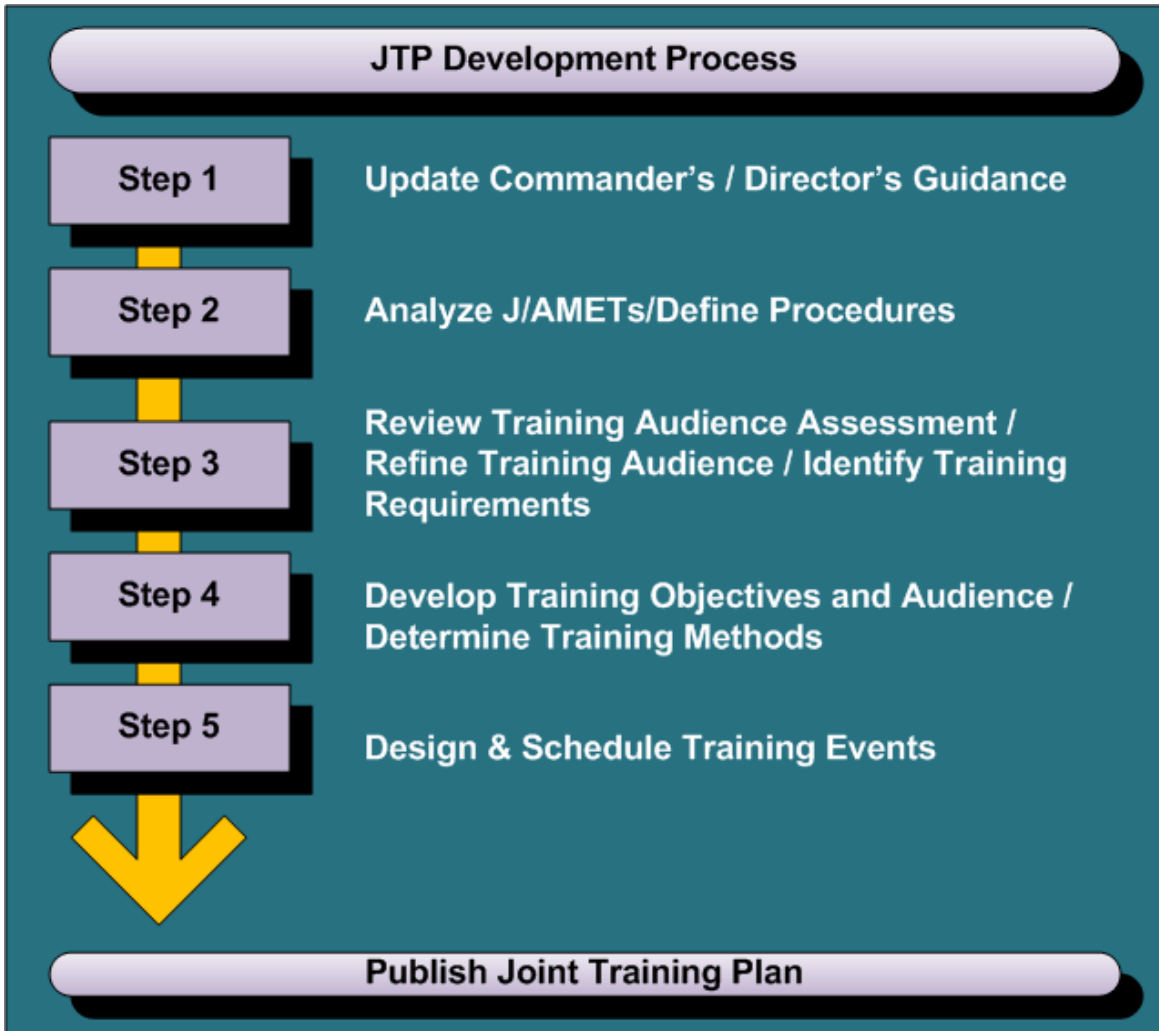 JTP Development Process
Step 1
Update Commander’s / Director’s Guidance
Step 2
Analyze J/AMETs/Define Procedures
Step 3
Review Training Audience Assessment /
Refine Training Audience / Identify Training
Requirements
Step 4
Develop Training Objectives and Audience /
Determine Training Methods
Step 5
Design & Schedule Training Events
Publish Joint Training Plan